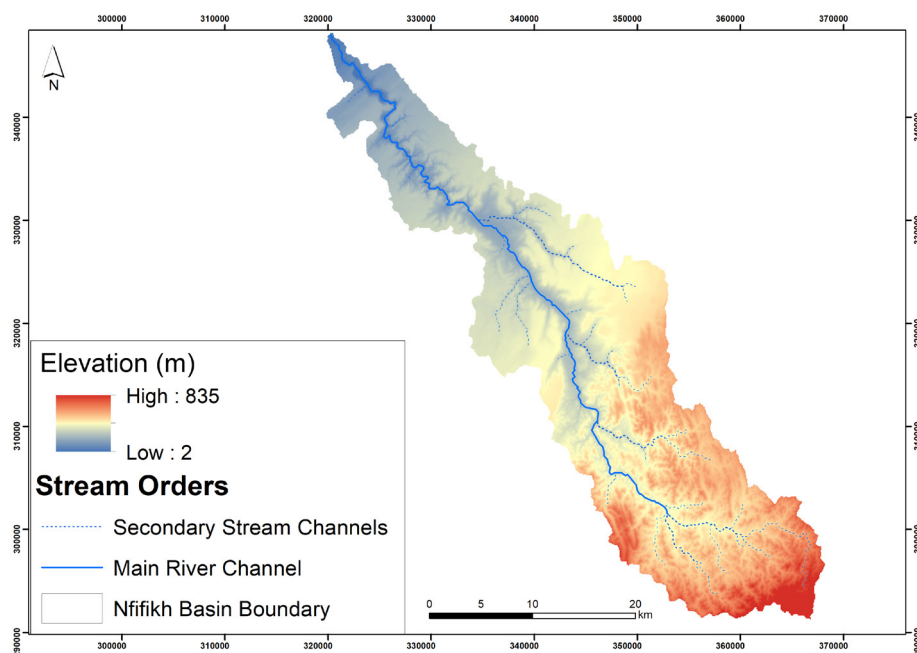 300000 310000 320000 330000 340000 350000 360000 370000
N
340000
330000
320000
310000
300000
Elevation (m)
High : 835
Low : 2
Stream Orders
Secondary Stream Channels
Main River Channel
Nfifikh Basin Boundary
0 5 10 20
km
300000 310000 320000 330000 340000 350000 360000 370000